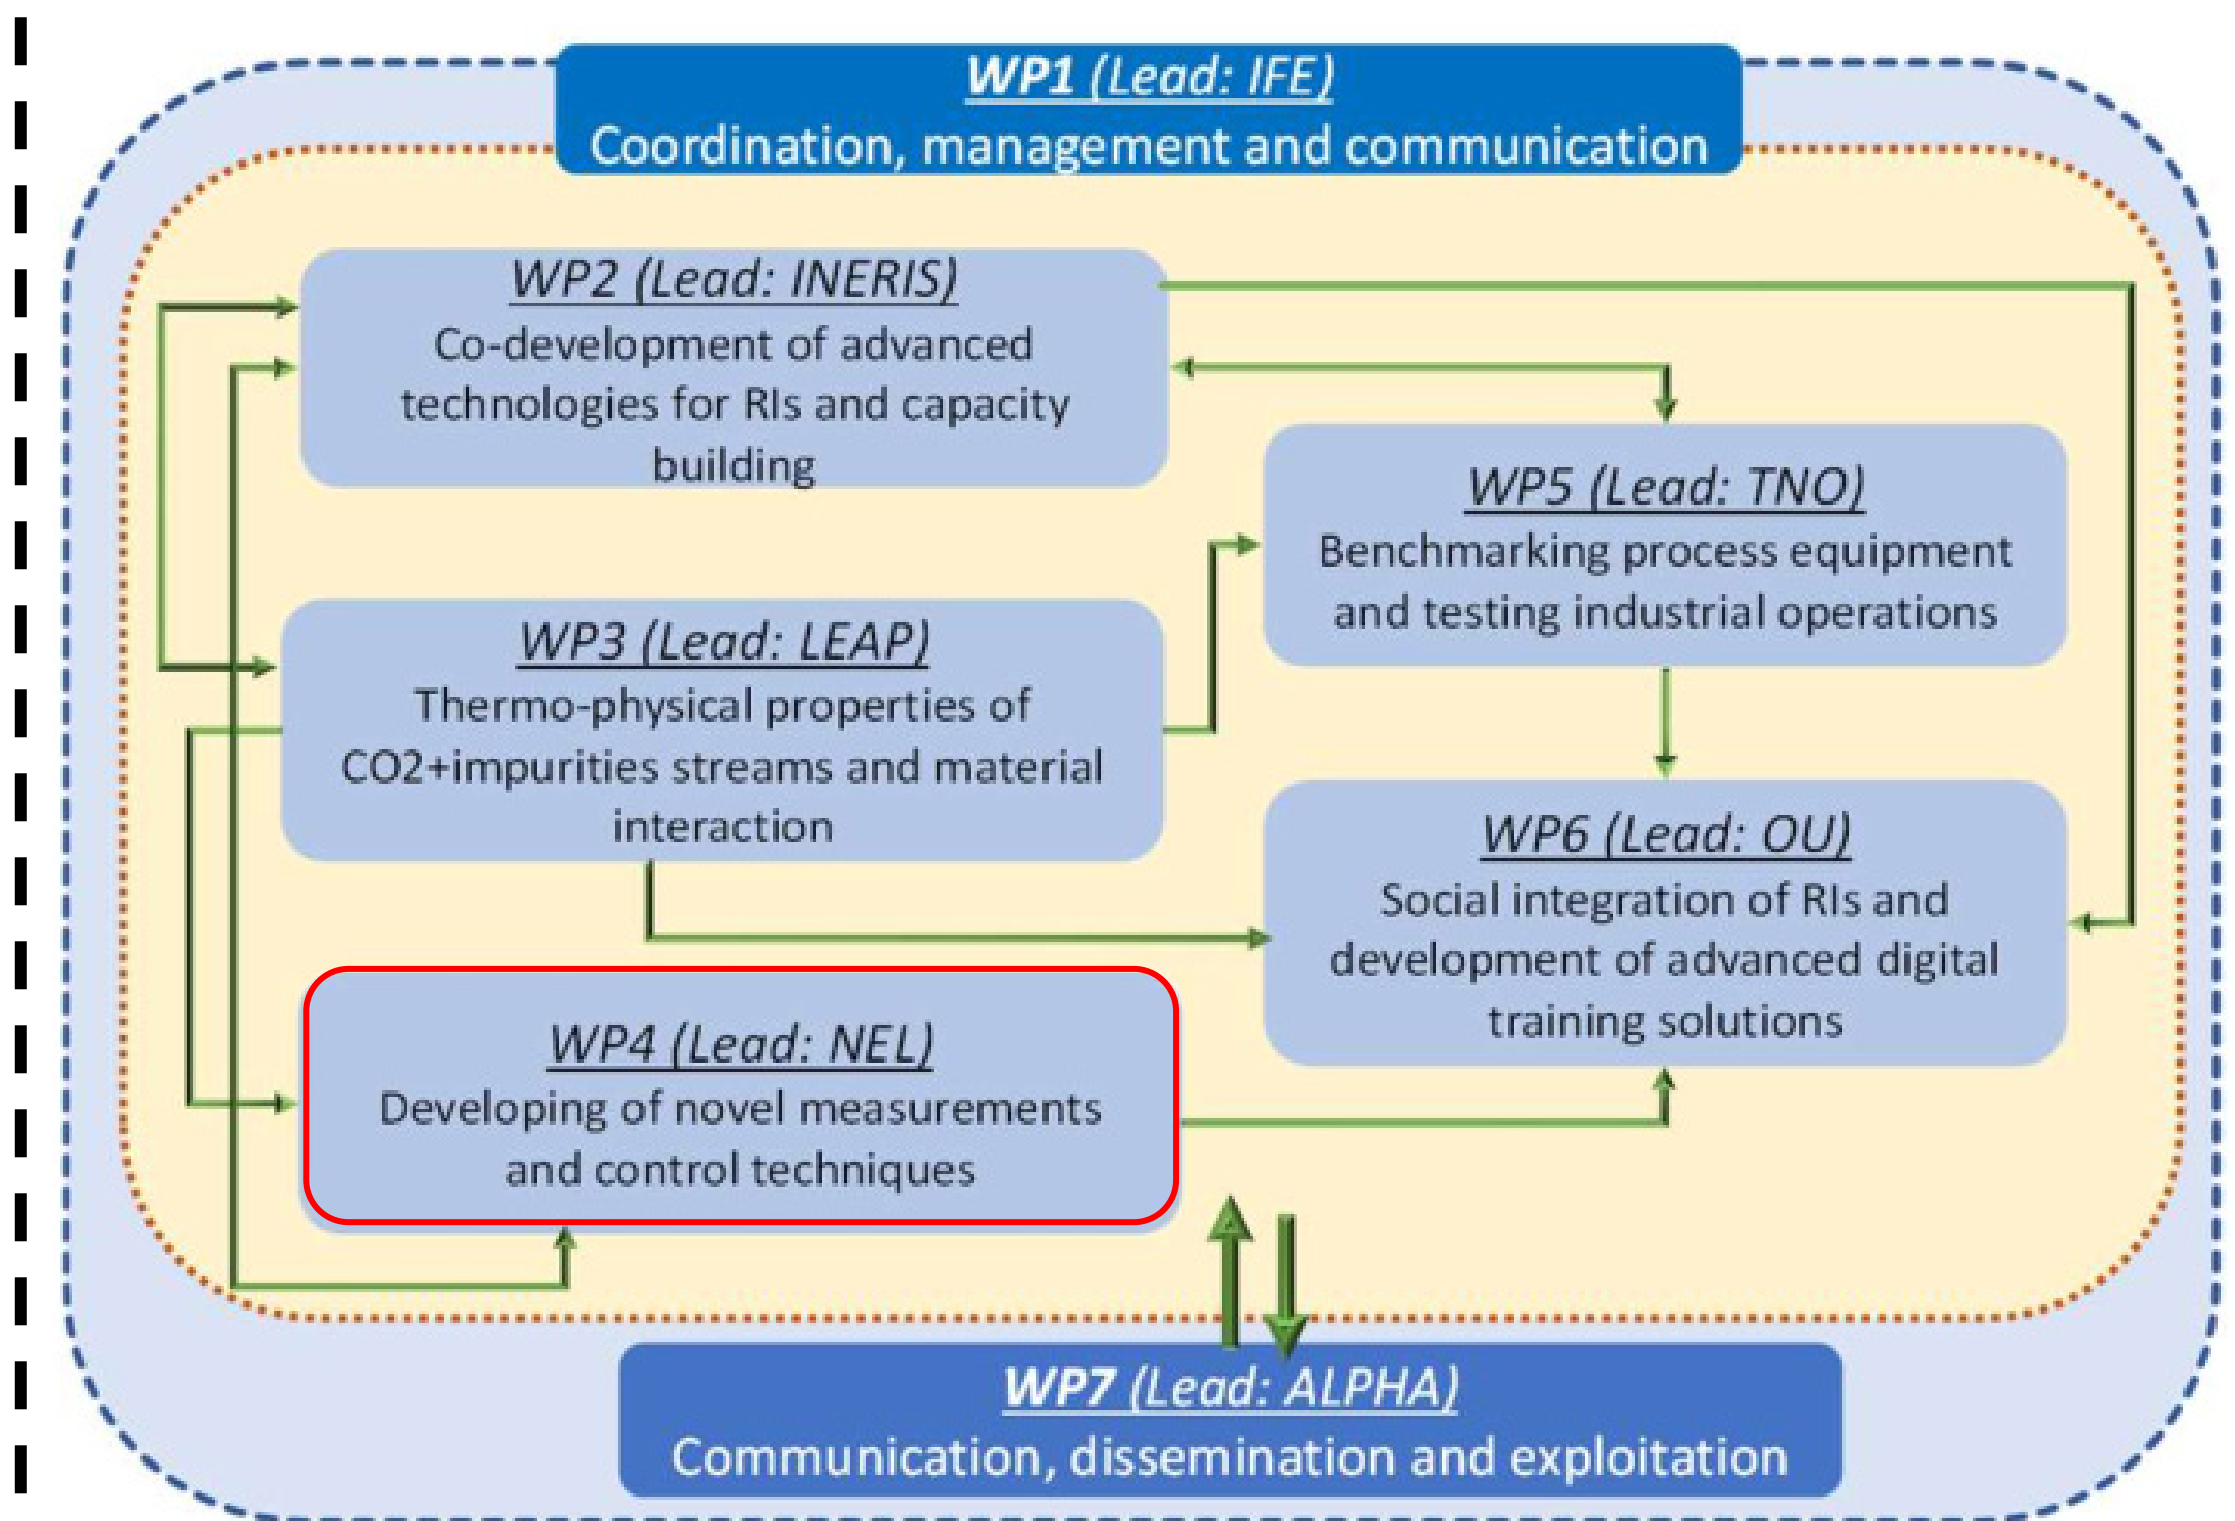 WP1 (Lead: IFE)
Coordination, management and communication
WP2 (Lead: INERIS)
Co-development of advanced
technologies for RIs and capacity
building
WP3 (Lead: LEAP)
Thermo-physical properties of
CO2+impurities streams and material
interaction
WP4 (Lead: NEL)
Developing of novel measurements
and control techniques
WP5 (Lead: TNO)
Benchmarking process equipment
and testing industrial operations
WP6 (Lead: OU)
Social integration of RIs and
development of advanced digital
training solutions
WP7 (Lead: ALPHA)
Communication, dissemination and exploitation